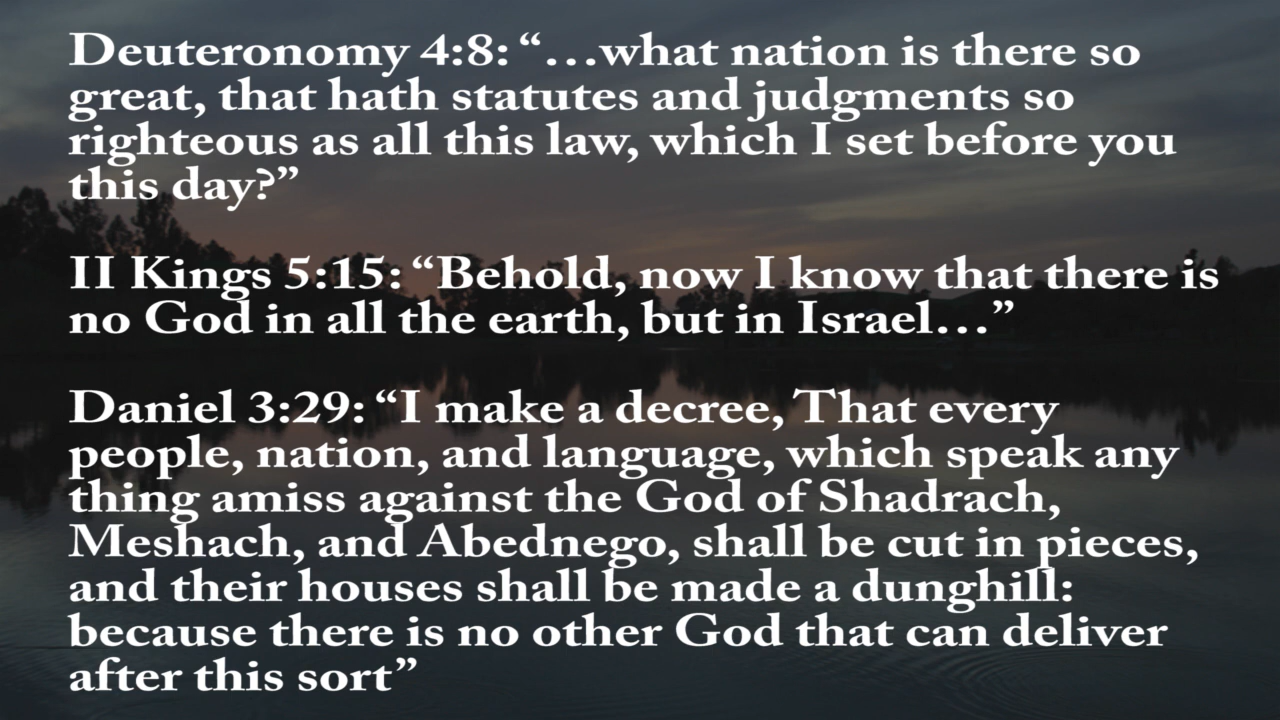 Deuteronomy 4:8: “…what nation is there so
great, that hath statutes and judgments so
righteous as all this law, which I set before you
this day?”
II Kings 5:15: “Behold, now I know that there is
no God in all the earth, but in Israel…”
Daniel 3:29: “I make a decree, That every
people, nation, and language, which speak any
thing amiss against the God of Shadrach,
Meshach, and Abednego, shall be cut in pieces,
and their houses shall be made a dunghill:
because there is no other God that can deliver
after this sort”